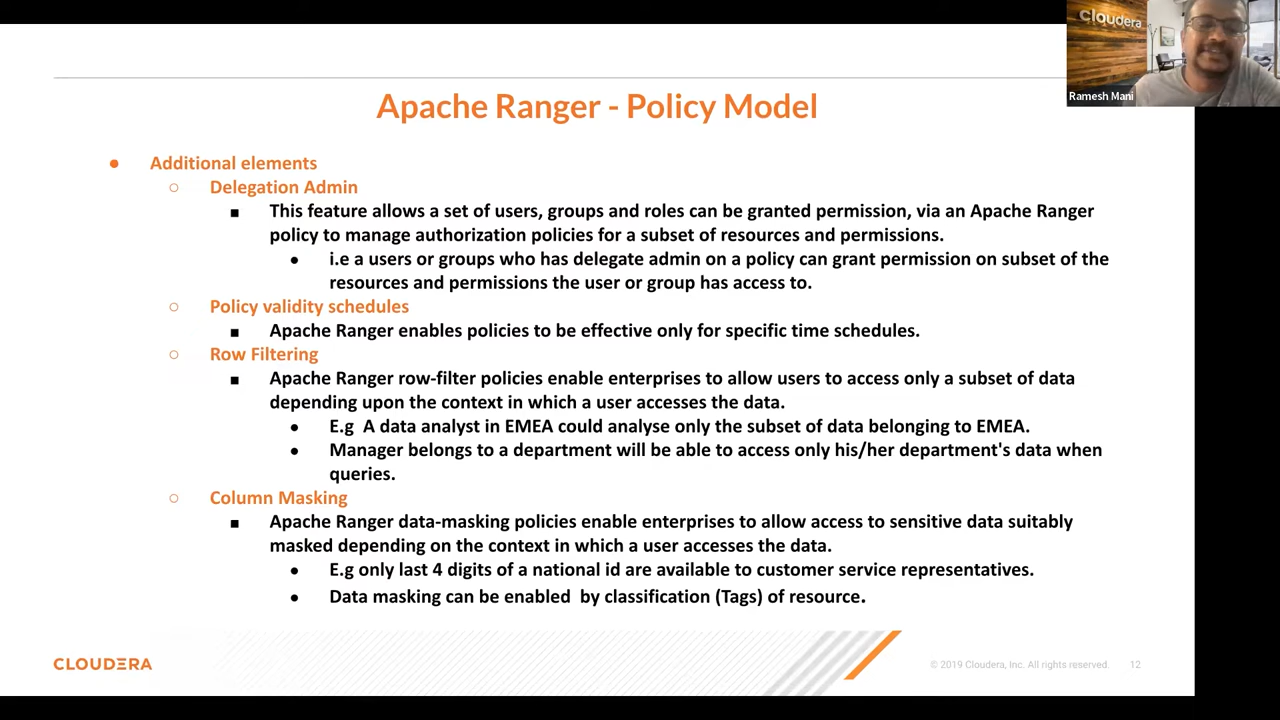 cloudera
Ramesh Mani
Apache Ranger - Policy Model
● Additional elements
○ Delegation Admin
■ This feature allows a set of users, groups and roles can be granted permission, via an Apache Ranger
policy to manage authorization policies for a subset of resources and permissions.
● i.e a users or groups who has delegate admin on a policy can grant permission on subset of the
resources and permissions the user or group has access to.
○ Policy validity schedules
■ Apache Ranger enables policies to be effective only for specific time schedules.
○ Row Filtering
■ Apache Ranger row-filter policies enable enterprises to allow users to access only a subset of data
depending upon the context in which a user accesses the data.
● E.g A data analyst in EMEA could analyse only the subset of data belonging to EMEA.
● Manager belongs to a department will be able to access only his/her department's data when
queries.
○ Column Masking
■ Apache Ranger data-masking policies enable enterprises to allow access to sensitive data suitably
masked depending on the context in which a user accesses the data.
● E.g only last 4 digits of a national id are available to customer service representatives.
● Data masking can be enabled by classification (Tags) of resource.
CLOUDERA
© 2019 Cloudera, Inc. All rights reserved. 12